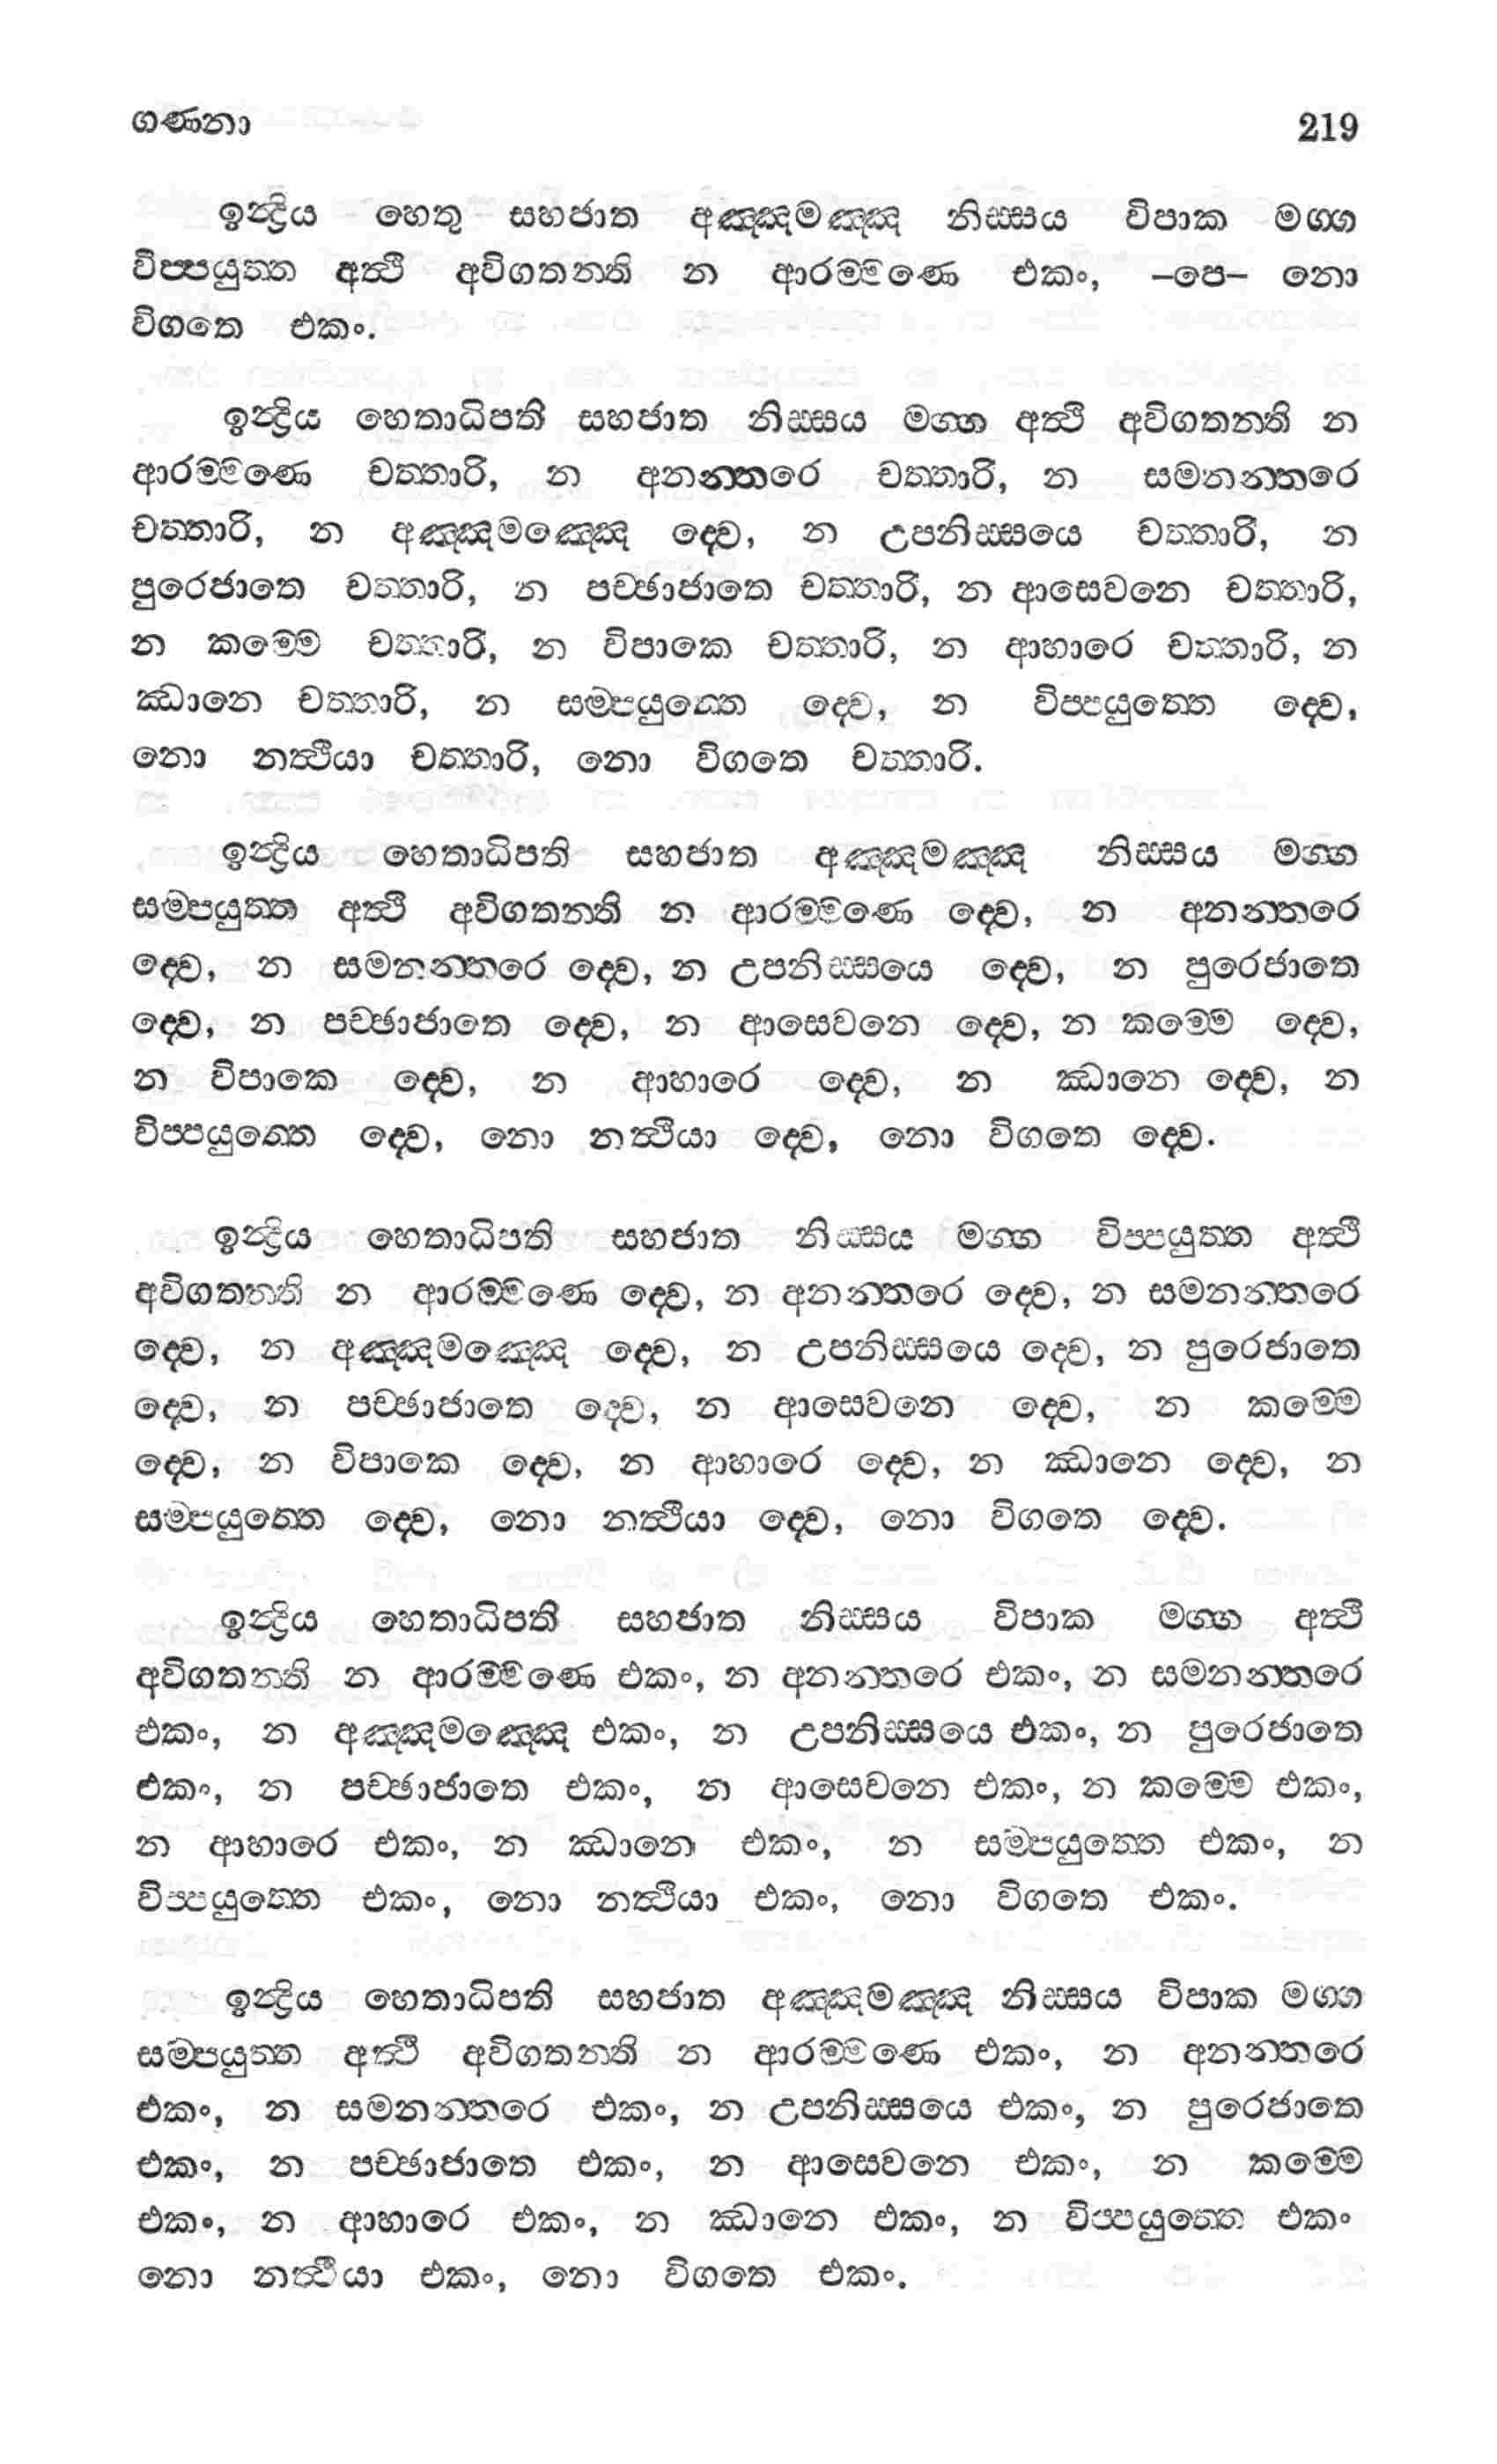 ගණනා 219
ඉන්‍ද්‍රිය හෙතු සහජාත අඤ්ඤමඤ්ඤ නිස්සය විපාක මග්ග
විප්පයුත්ත අත්‍ථි අවිගතන්ති න ආරම්මණෙ එකං, –පෙ– නො
විගතෙ එකං.
ඉන්‍ද්‍රිය හෙතාධිපති සහජාත නිස්සය මග්ග අත්‍ථි අවිගතන්ති න
ආරම්මණෙ චත්තාරි, න අනන්තරෙ චත්තාරි, න සමනන්තරෙ
චත්තාරි, න අඤ්ඤමඤ්ඤෙ ද්වෙ, න උපනිස්සයෙ චත්තාරි, න
පුරෙජාතෙ චත්තාරි, න පච්ඡාජාතෙ චත්තාරි, න ආසෙවනෙ චත්තාරි,
න කම්මෙ චත්තාරි, න විපාකෙ චත්තාරි, න ආහාරෙ චත්තාරි, න
ඣානෙ චත්තාරි, න සම්පයුත්තෙ ද්වෙ, න විප්පයුත්තෙ ද්වෙ,
නො නත්‍ථියා චත්තාරි, නො විගතෙ චත්තාරි.
ඉන්‍ද්‍රිය හෙතාධිපති සහජාත අඤ්ඤමඤ්ඤ නිස්සය මග්ග
සම්පයුත්ත අත්‍ථි අවිගතන්ති න ආරම්මණෙ ද්වෙ, න අනන්තරෙ
ද්වෙ, න සමනන්තරෙ ද්වෙ, න උපනිස්සයෙ ද්වෙ, න පුරෙජාතෙ
ද්වෙ, න පච්ඡාජාතෙ ද්වෙ, න ආසෙවනෙ ද්වෙ, න කම්මෙ ද්වෙ,
න විපාකෙ ද්වෙ, න ආහාරෙ ද්වෙ, න ඣානෙ ද්වෙ, න
විප්පයුත්තෙ ද්වෙ, නො නත්‍ථියා ද්වෙ, නො විගතෙ ද්වෙ.
ඉන්‍ද්‍රිය හෙතාධිපති සහජාත නිස්සය මග්ග විප්පයුත්ත අත්‍ථි
අවිගතන්ති න ආරම්මණෙ ද්වෙ, න අනන්තරෙ ද්වෙ, න සමනන්තරෙ
ද්වෙ, න අඤ්ඤමඤ්ඤෙ ද්වෙ, න උපනිස්සයෙ ද්වෙ, න පුරෙජාතෙ
ද්වෙ, න පච්ඡාජාතෙ ද්වෙ, න ආසෙවනෙ ද්වෙ, න කම්මෙ
ද්වෙ, න විපාකෙ ද්වෙ, න ආහාරෙ ද්වෙ, න ඣානෙ ද්වෙ, න
සම්පයුත්තෙ ද්වෙ, නො නත්‍ථියා ද්වෙ, නො විගතෙ ද්වෙ.
ඉන්‍ද්‍රිය හෙතාධිපති සහජාත නිස්සය විපාක මග්ග අත්‍ථි
අවිගතන්ති න ආරම්මණෙ එකං, න අනන්තරෙ එකං, න සමනන්තරෙ
එකං, න අඤ්ඤමඤ්ඤෙ එකං, න උපනිස්සයෙ එකං, න පුරෙජාතෙ
එකං, න පච්ඡාජාතෙ එකං, න ආසෙවනෙ එකං, න කම්මෙ එකං,
න ආහාරෙ එකං, න ඣානෙ එකං, න සම්පයුත්තෙ එකං, න
විප්පයුත්තෙ එකං, නො නත්‍ථියා එකං, නො විගතෙ එකං.
ඉන්‍ද්‍රිය හෙතාධිපති සහජාත අඤ්ඤමඤ්ඤ නිස්සය විපාක මග්ග
සම්පයුත්ත අත්‍ථි අවිගතන්ති න ආරම්මණෙ එකං, න අනන්තරෙ
එකං, න සමනන්තරෙ එකං, න උපනිස්සයෙ එකං, න පුරෙජාතෙ
එකං, න පච්ඡාජාතෙ එකං, න ආසෙවනෙ එකං, න කම්මෙ
එකං, න ආහාරෙ එකං, න ඣානෙ එකං, න විප්පයුත්තෙ එකං
නො නත්‍ථියා එකං, නො විගතෙ එකං.